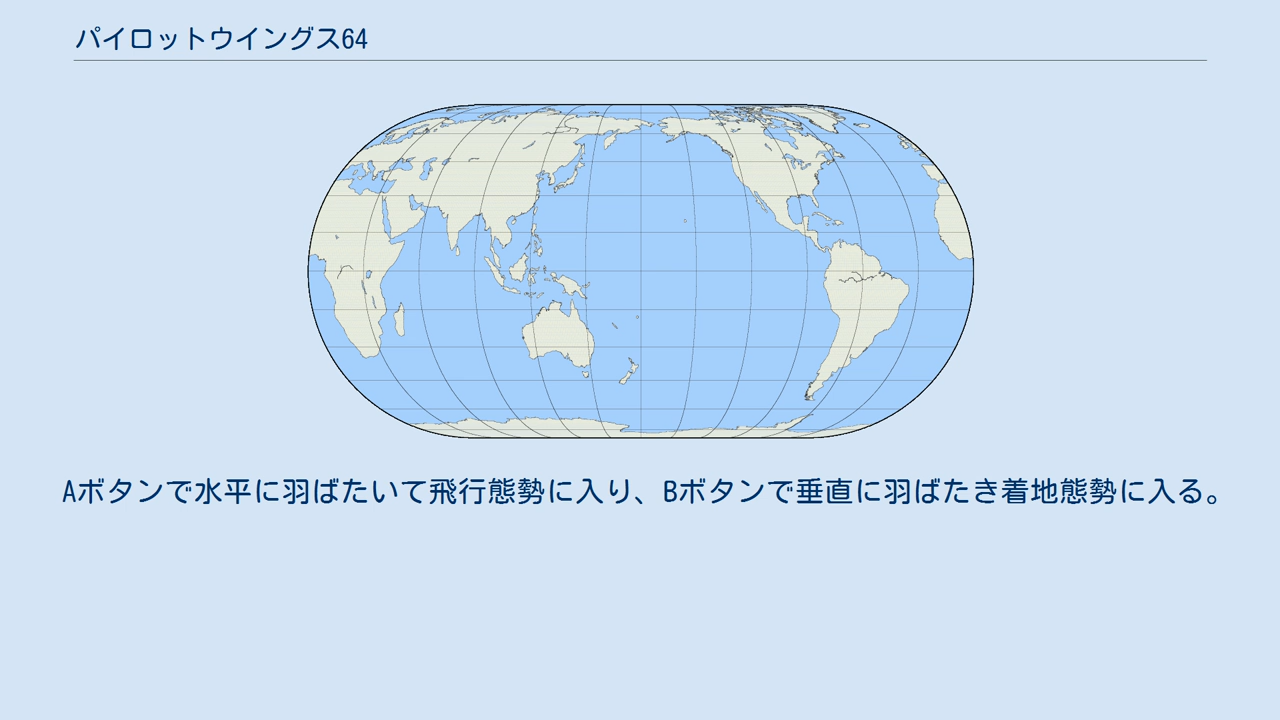 パイロットウイングス64
Aボタンで水平に羽ばたいて飛行態勢に入り、Bボタンで垂直に羽ばたき着地態勢に入る。